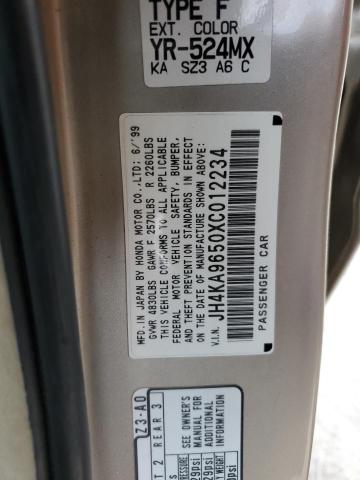 TYPE F
EXT. COLOR
YR-524MX
KA SZ3 A6 C
MFD. IN JAPAN BY HONDA MOTOR CO., LTD: 6/'99
GVWR 4830LBS GAWR F 2570LBS R 2260LBS
THIS VEHICLE CONFORMS TO ALL APPLICABLE
FEDERAL MOTOR VEHICLE SAFETY, BUMPER,
AND THEFT PREVENTION STANDARDS IN EFFECT
ON THE DATE OF MANUFACTURE SHOWN ABOVE.
V.I.N. JH4KA9650XC012234
PASSENGER CAR
Z3-A0
T 2 REAR 3
SEE OWNER'S
MANUAL FOR
ADDITIONAL
INFORMATION